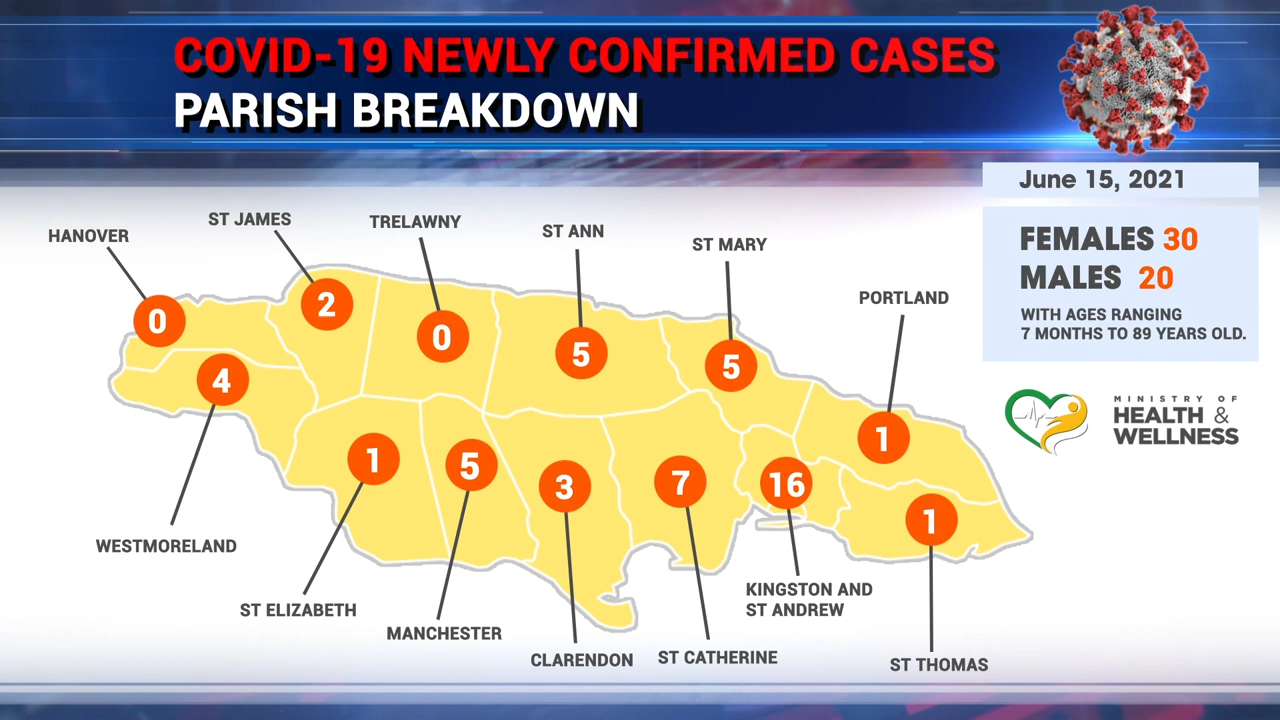 COVID-19 NEWLY CONFIRMED CASES
PARISH BREAKDOWN
June 15, 2021
FEMALES 30
MALES 20
WITH AGES RANGING
7 MONTHS TO 89 YEARS OLD.
MINISTRY OF
HEALTH &
WELLNESS
HANOVER
0
ST JAMES
2
TRELAWNY
0
ST ANN
5
ST MARY
5
PORTLAND
1
4
WESTMORELAND
1
ST ELIZABETH
5
MANCHESTER
3
CLARENDON
7
ST CATHERINE
16
KINGSTON AND
ST ANDREW
1
ST THOMAS